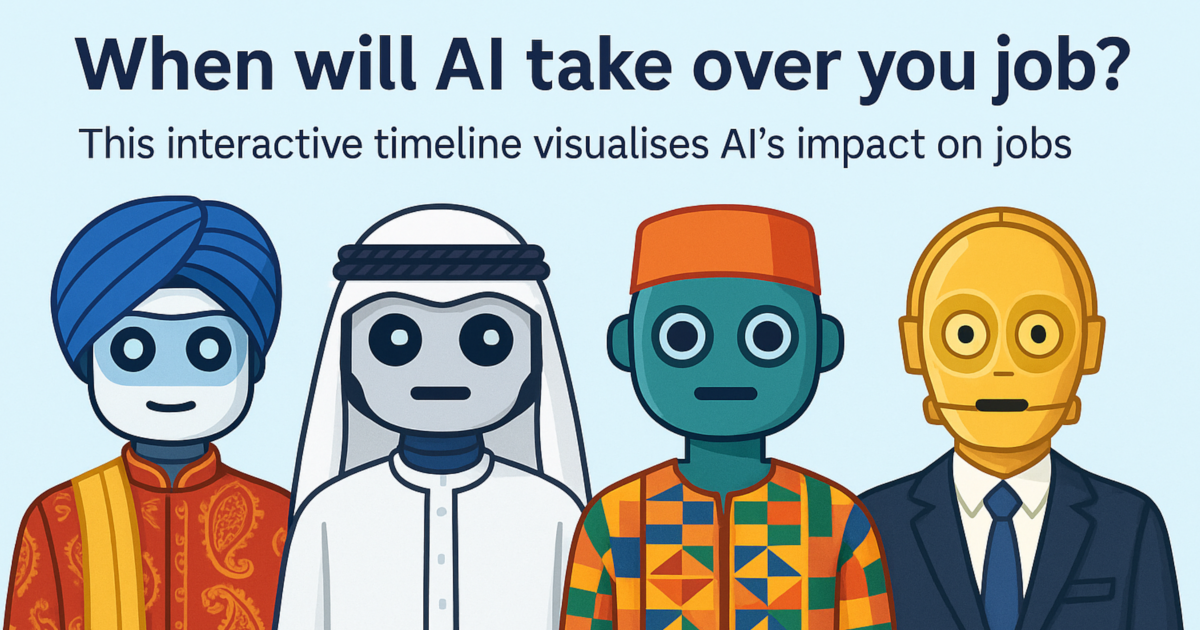 When will AI take over you job?
This interactive timeline visualises AI’s impact on jobs